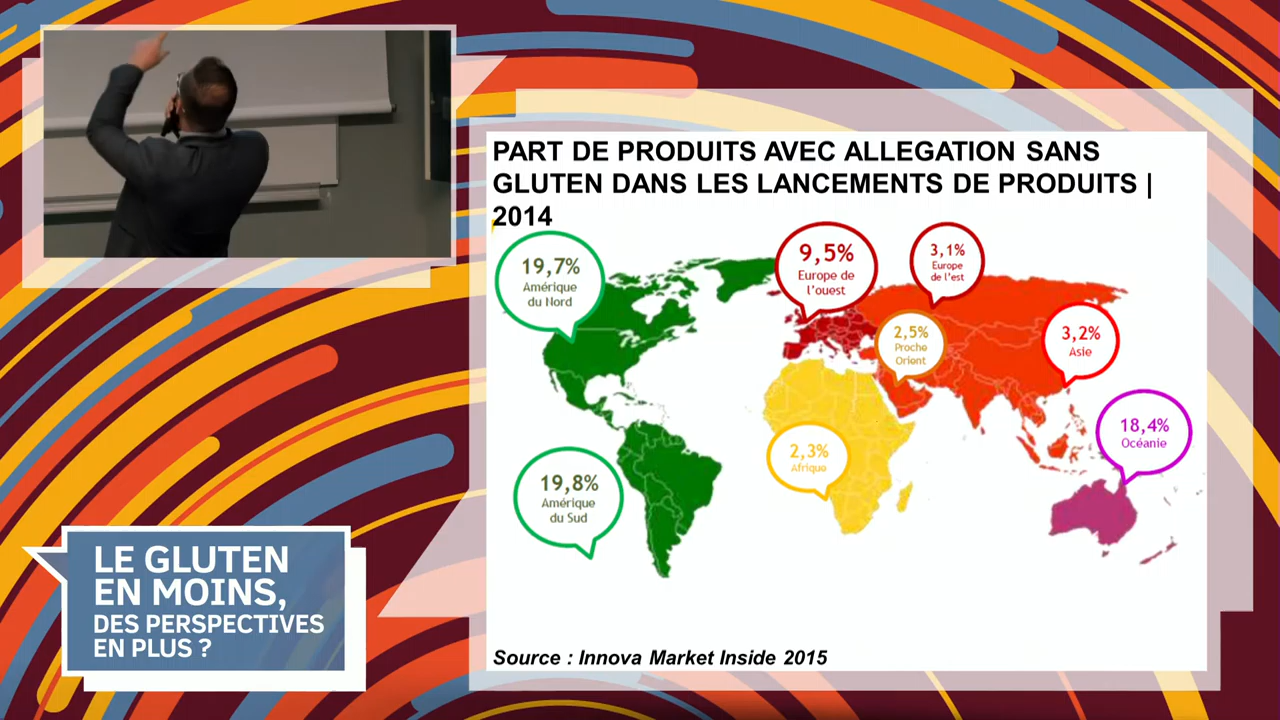 PART DE PRODUITS AVEC ALLEGATION SANS
GLUTEN DANS LES LANCEMENTS DE PRODUITS |
2014
19,7%
Amérique
du Nord
9,5%
Europe de
l'ouest
3,1%
Europe
de l'est
2,5%
Proche
Orient
3,2%
Asie
18,4%
Océanie
2,3%
Afrique
19,8%
Amérique
du Sud
LE GLUTEN
EN MOINS,
DES PERSPECTIVES
EN PLUS ?
Source : Innova Market Inside 2015